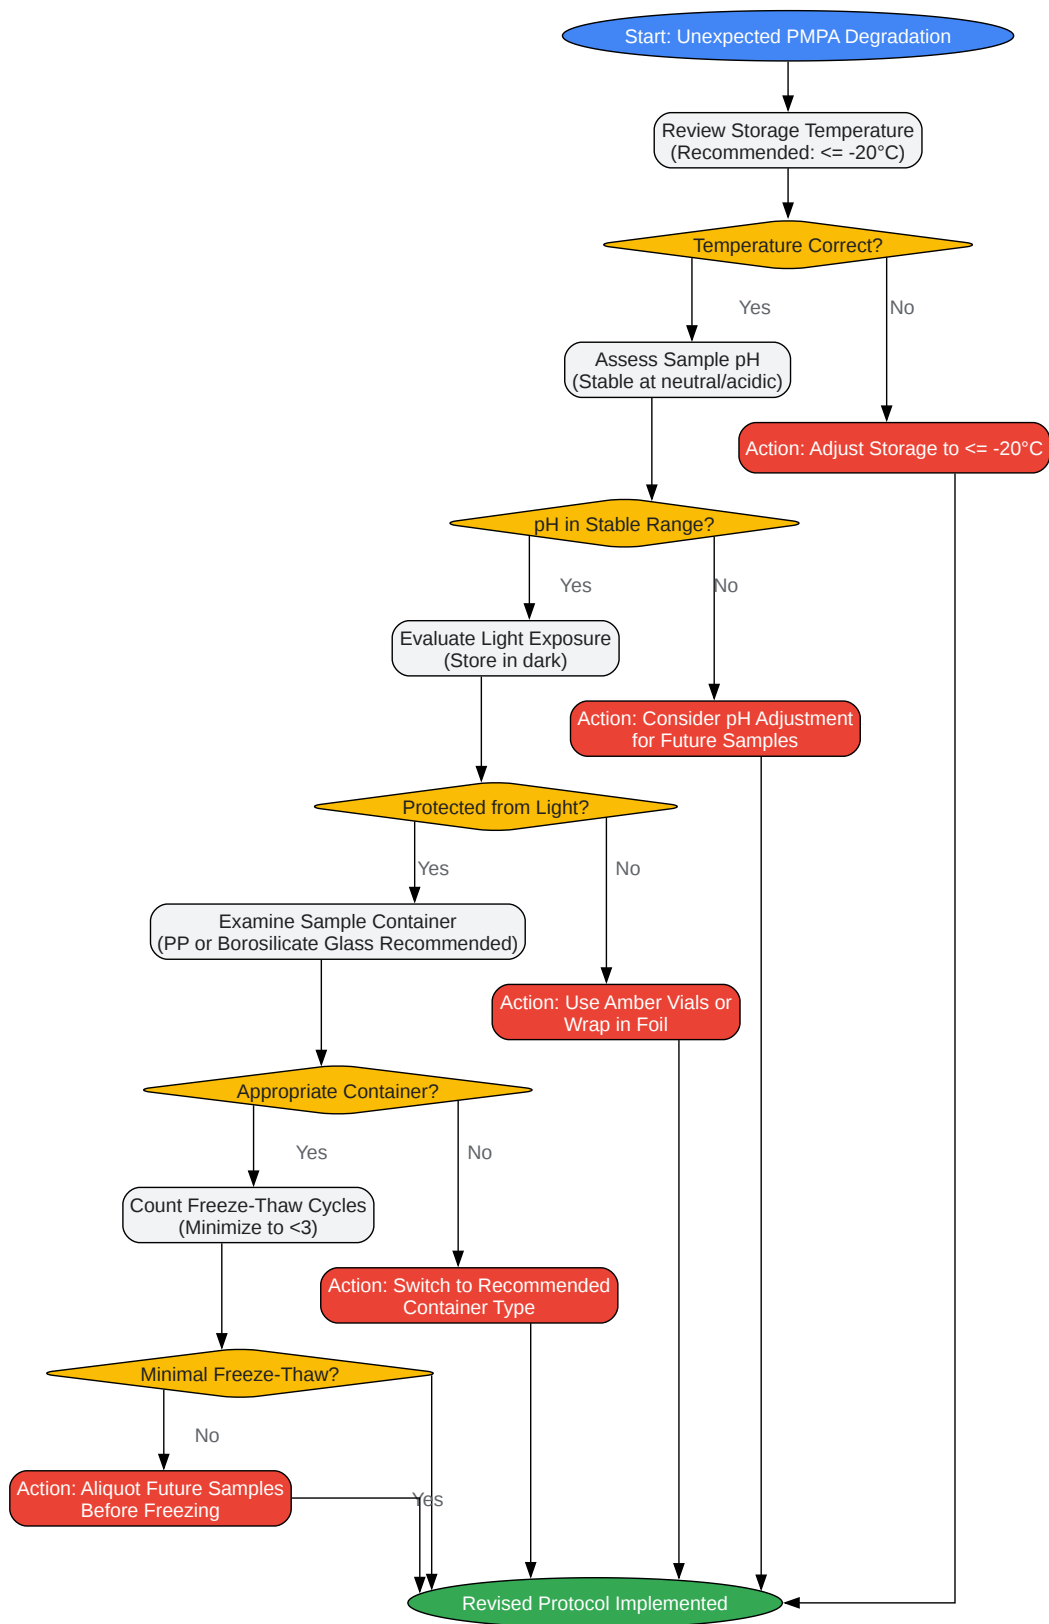 Start: Unexpected PMPA Degradation
Review Storage Temperature
(Recommended: <= -20°C)
Temperature Correct?
Yes
No
Assess Sample pH
(Stable at neutral/acidic)
Action: Adjust Storage to <= -20°C
pH in Stable Range?
Yes
No
Evaluate Light Exposure
(Store in dark)
Action: Consider pH Adjustment
for Future Samples
Protected from Light?
Yes
No
Examine Sample Container
(PP or Borosilicate Glass Recommended)
Action: Use Amber Vials or
Wrap in Foil
Appropriate Container?
Yes
No
Count Freeze-Thaw Cycles
(Minimize to <3)
Action: Switch to Recommended
Container Type
Minimal Freeze-Thaw?
No
Action: Aliquot Future Samples
Before Freezing
Yes
Revised Protocol Implemented